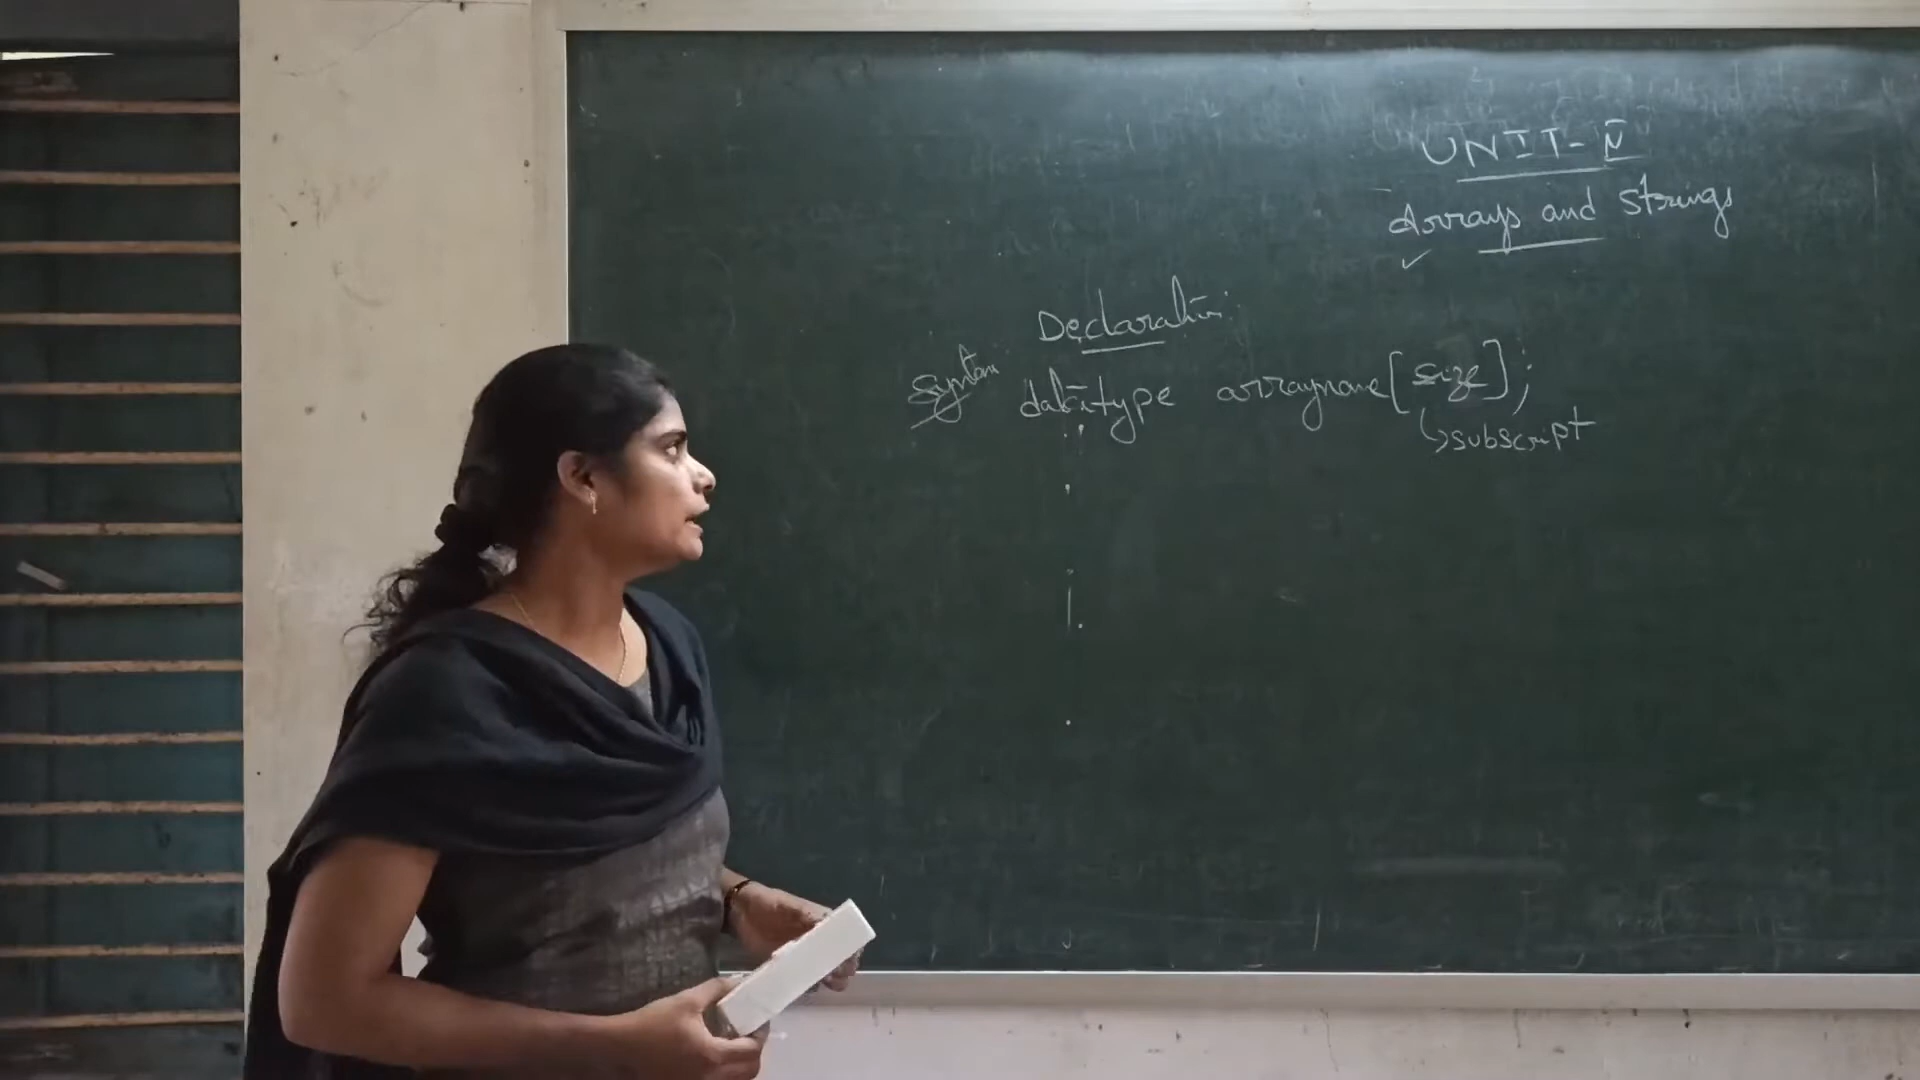 UNIT-IV
Arrays and Strings
Declaration:
Syntax datatype arrayname[size];
↳subscript